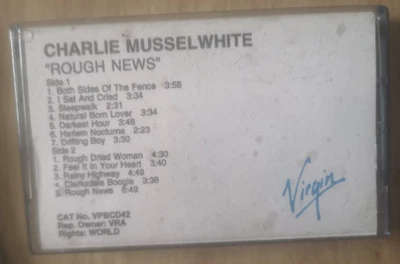 CHARLIE MUSSELWHITE
"ROUGH NEWS"
Side 1
1. Both Sides Of The Fence 3:58
2. I Sat And Cried 3:34
3. Sleepwalk 2:31
4. Natural Born Lover 3:34
5. Darkest Hour 3:48
6. Harlem Nocturne 2:23
7. Drifting Boy 3:30
Side 2
1. Rough Dried Woman 4:30
2. Feel It In Your Heart 3:40
3. Rainy Highway 4:49
4. Clarksdale Boogie 3:38
5. Rough News 6:49
CAT No. VPBCD42
Rep. Owner: VRA
Rights: WORLD
Virgin